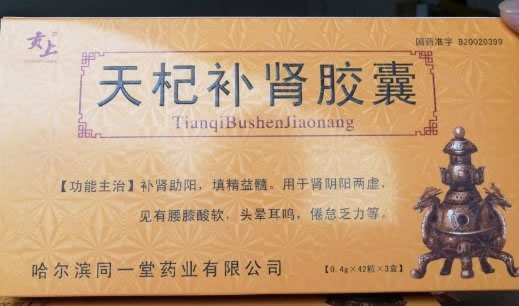 贡上
国药准字 B20020399
天杞补肾胶囊
TianqiBushenJiaonang
【功能主治】补肾助阳，填精益髓。用于肾阴阳两虚，
见有腰膝酸软，头晕耳鸣，倦怠乏力等。
哈尔滨同一堂药业有限公司
【0.4g×42粒×3盒】